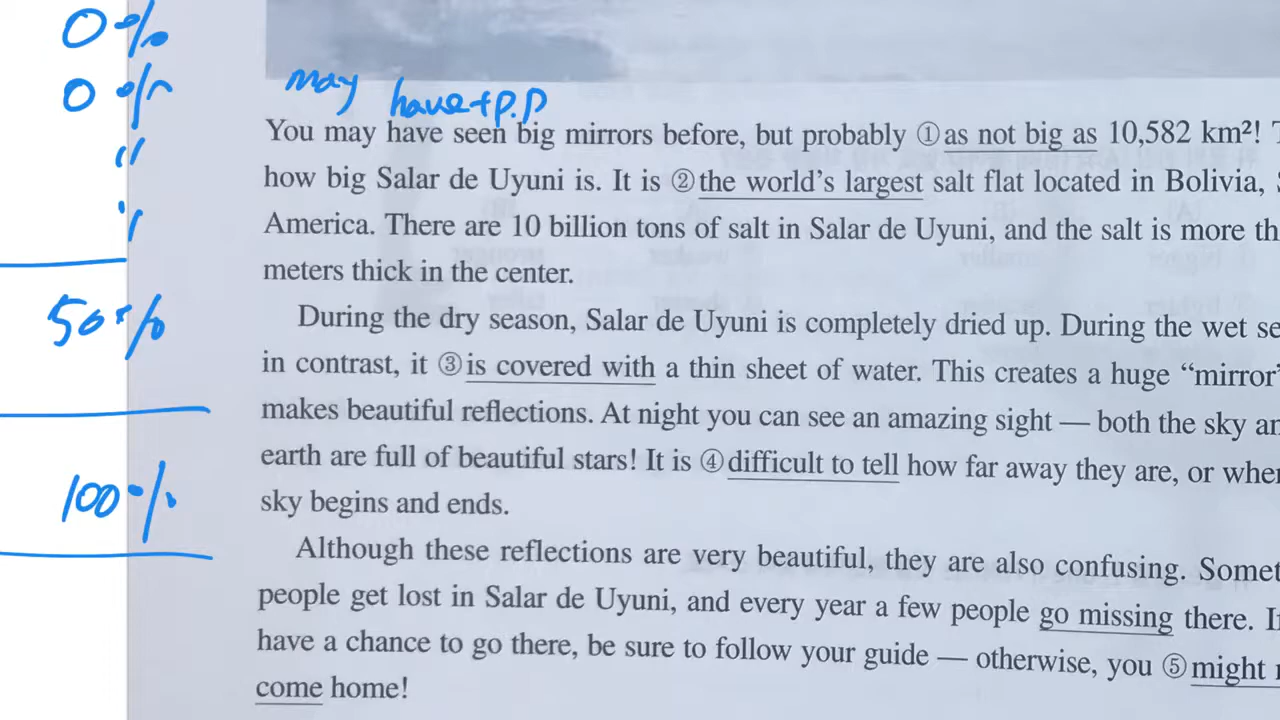 0%
0%
may have+p.p
"
"
50%
100%
You may have seen big mirrors before, but probably ①as not big as 10,582 km²!
how big Salar de Uyuni is. It is ②the world's largest salt flat located in Bolivia,
America. There are 10 billion tons of salt in Salar de Uyuni, and the salt is more th
meters thick in the center.
During the dry season, Salar de Uyuni is completely dried up. During the wet se
in contrast, it ③is covered with a thin sheet of water. This creates a huge “mirror”
makes beautiful reflections. At night you can see an amazing sight — both the sky an
earth are full of beautiful stars! It is ④difficult to tell how far away they are, or wher
sky begins and ends.
Although these reflections are very beautiful, they are also confusing. Somet
people get lost in Salar de Uyuni, and every year a few people go missing there. If
have a chance to go there, be sure to follow your guide — otherwise, you ⑤might
come home!